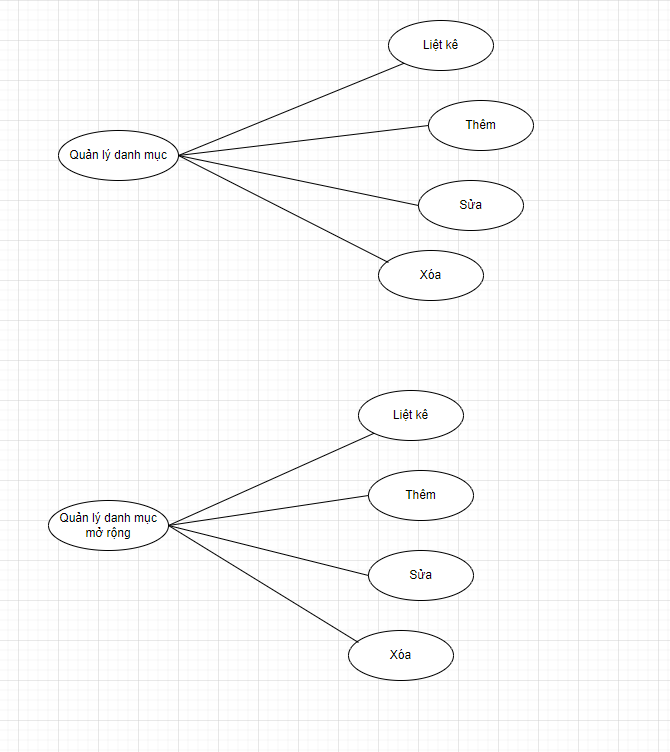 Liệt kê
Thêm
Quản lý danh mục
Sửa
Xóa
Liệt kê
Thêm
Quản lý danh mục
mở rộng
Sửa
Xóa